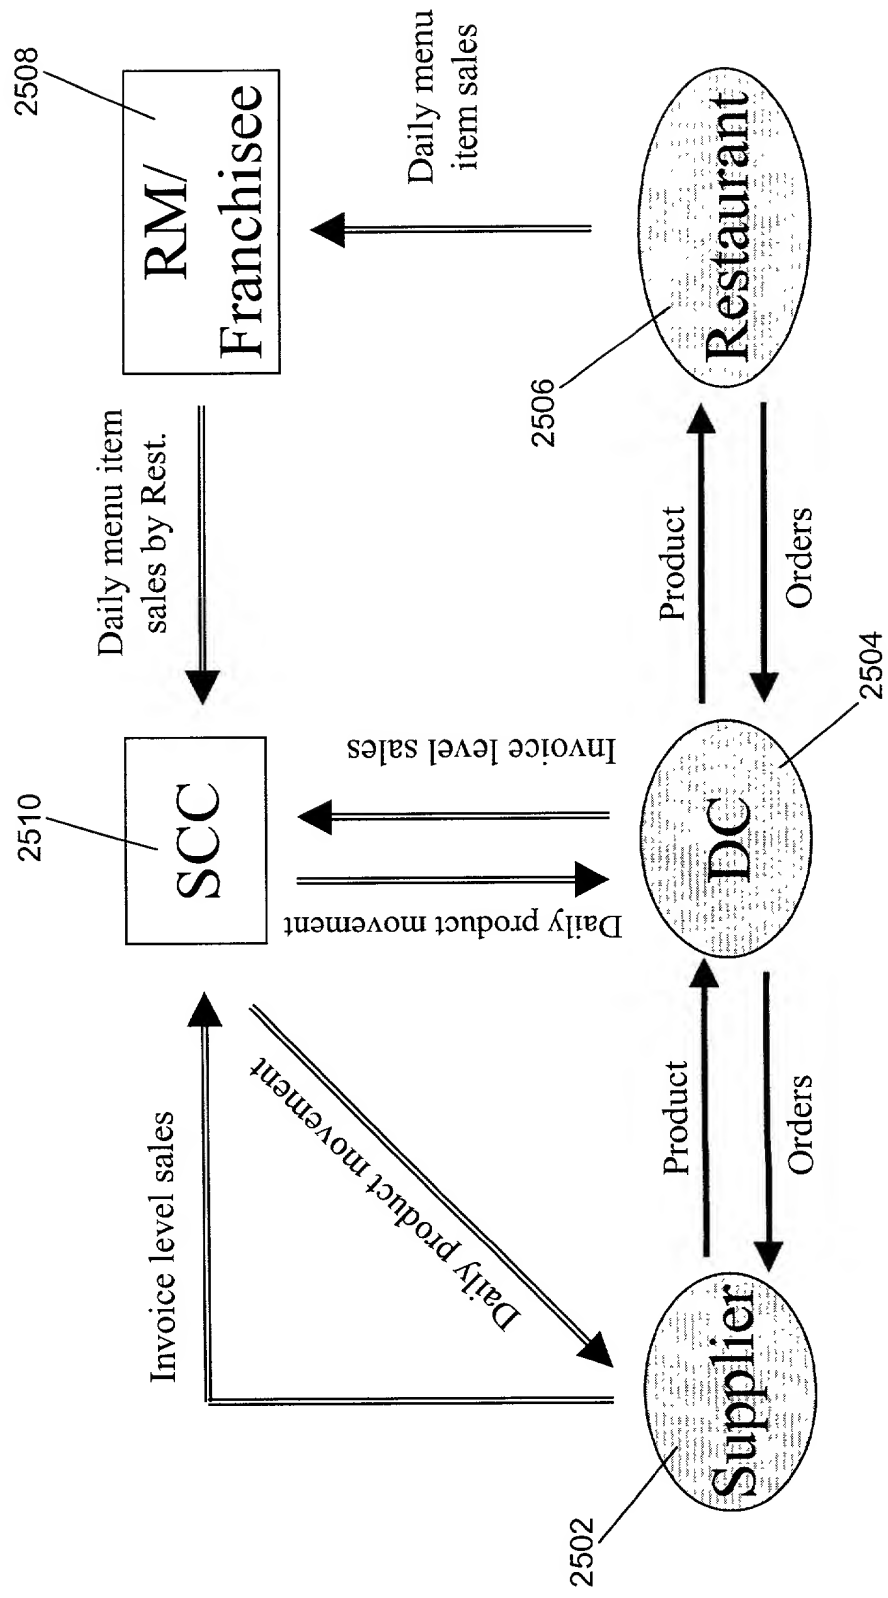 2510
2508
SCC
RM/
Franchisee
Daily menu item
sales by Rest.
Invoice level sales
Daily product movement
Daily product movement
Invoice level sales
Daily menu
item sales
2502
Supplier
Product
Orders
DC
2504
Product
Orders
2506
Restaurant